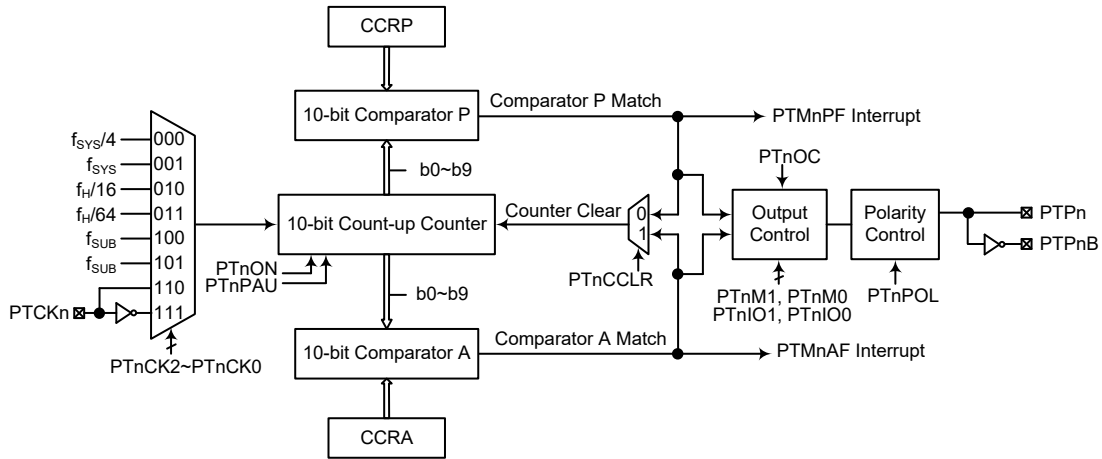 CCRP
10-bit Comparator P
Comparator P Match
PTMnPF Interrupt
b0~b9
fSYS/4
fSYS
fH/16
fH/64
fSUB
fSUB
PTCKn
000
001
010
011
100
101
110
111
PTnCK2~PTnCK0
10-bit Count-up Counter
PTnON
PTnPAU
Counter Clear
0
1
PTnCCLR
PTnOC
Output
Control
PTnM1, PTnM0
PTnIO1, PTnIO0
Polarity
Control
PTnPOL
PTPn
PTPnB
b0~b9
10-bit Comparator A
Comparator A Match
PTMnAF Interrupt
CCRA